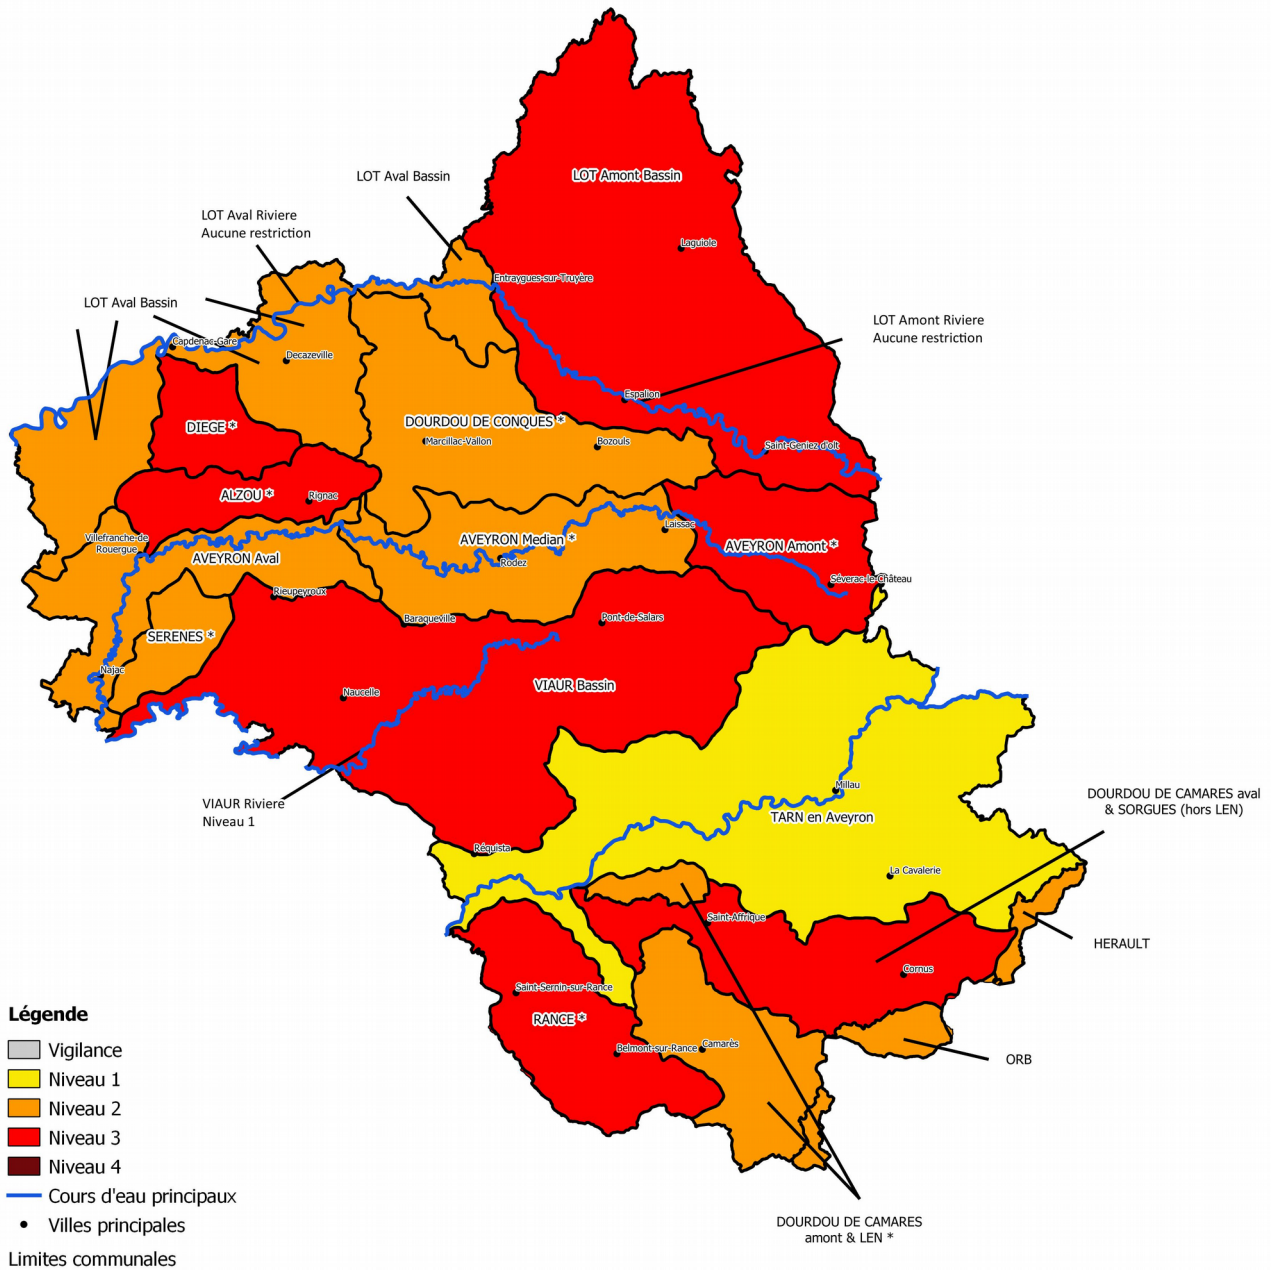 LOT Amont Bassin
LOT Aval Bassin
LOT Aval Riviere
Aucune restriction
Laguiole
Entraygues-sur-Truyère
LOT Aval Bassin
LOT Amont Riviere
Aucune restriction
Capdenac-Gare
Decazeville
Espalion
DIEGE *
DOURDOU DE CONQUES *
Marcillac-Vallon
Bozouls
Saint-Geniez d'olt
ALZOU *
Rignac
Villefranche-de
Rouergue
AVEYRON Aval
AVEYRON Median *
Rodez
Laissac
AVEYRON Amont *
Séverac-le-Château
Rieupeyroux
Baraqueville
Pont-de-Salars
SERENES *
Najac
Naucelle
VIAUR Bassin
VIAUR Riviere
Niveau 1
Millau
TARN en Aveyron
DOURDOU DE CAMARES aval
& SORGUES (hors LEN)
Réquista
La Cavalerie
Saint-Affrique
HERAULT
Cornus
Saint-Sernin-sur-Rance
RANCE *
Belmont-sur-Rance
Camarès
ORB
DOURDOU DE CAMARES
amont & LEN *
Légende
Vigilance
Niveau 1
Niveau 2
Niveau 3
Niveau 4
Cours d'eau principaux
Villes principales
Limites communales